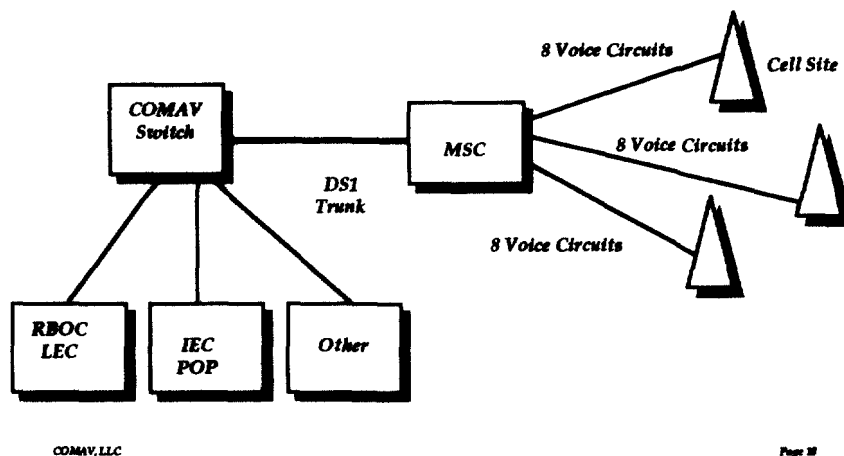 8 Voice Circuits
Cell Site
COMAV
Switch
MSC
8 Voice Circuits
DS1
Trunk
8 Voice Circuits
RBOC
LEC
IEC
POP
Other
COMAV, LLC
Page